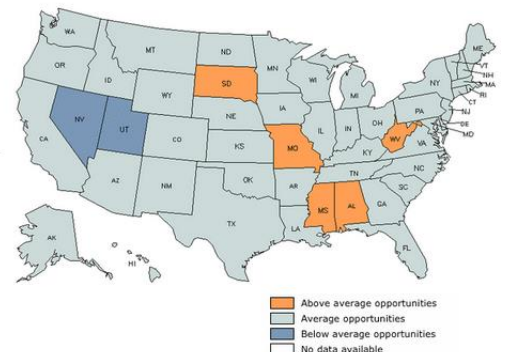 WA
OR
CA
NV
ID
MT
WY
UT
AZ
CO
NM
ND
SD
NE
KS
OK
TX
MN
IA
MO
AR
LA
WI
IL
MI
IN
OH
KY
TN
MS
AL
GA
FL
SC
NC
VA
WV
PA
NY
ME
VT
NH
MA
RI
CT
NJ
DE
MD
AK
HI
Above average opportunities
Average opportunities
Below average opportunities
No data available